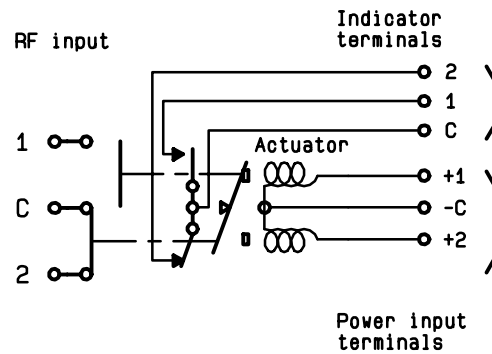 RF input
Indicator
terminals
2
1
C
Actuator
1
C
2
+1
-C
+2
Power input
terminals